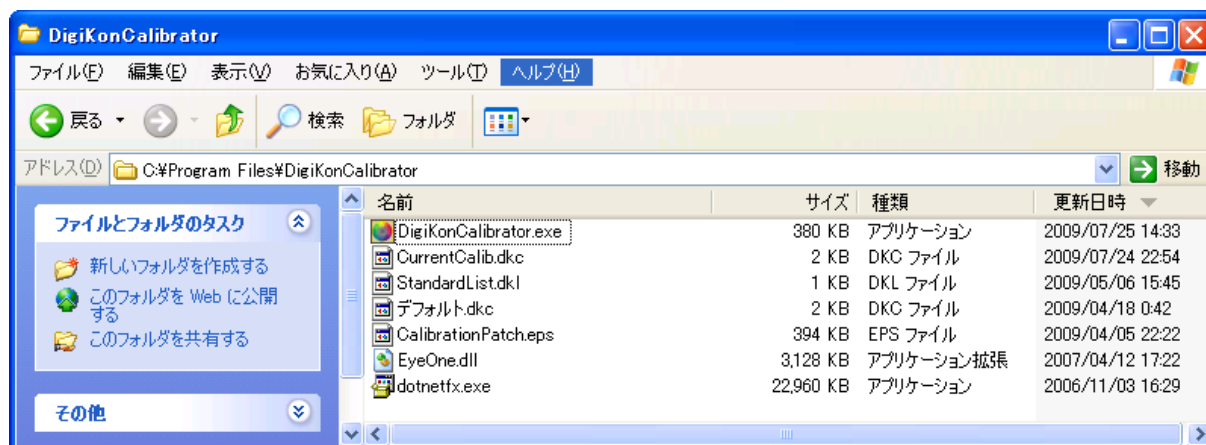 DigiKonCalibrator
ファイル(F) 編集(E) 表示(V) お気に入り(A) ツール(T) ヘルプ(H)
戻る 検索 フォルダ
アドレス(D) C:¥Program Files¥DigiKonCalibrator 移動
ファイルとフォルダのタスク
新しいフォルダを作成する
このフォルダを Web に公開
する
このフォルダを共有する
その他
名前 サイズ 種類 更新日時
DigiKonCalibrator.exe 380 KB アプリケーション 2009/07/25 14:33
CurrentCalib.dkc 2 KB DKC ファイル 2009/07/24 22:54
StandardList.dkl 1 KB DKL ファイル 2009/05/06 15:45
デフォルト.dkc 2 KB DKC ファイル 2009/04/18 0:42
CalibrationPatch.eps 394 KB EPS ファイル 2009/04/05 22:22
EyeOne.dll 3,128 KB アプリケーション拡張 2007/04/12 17:22
dotnetfx.exe 22,960 KB アプリケーション 2006/11/03 16:29